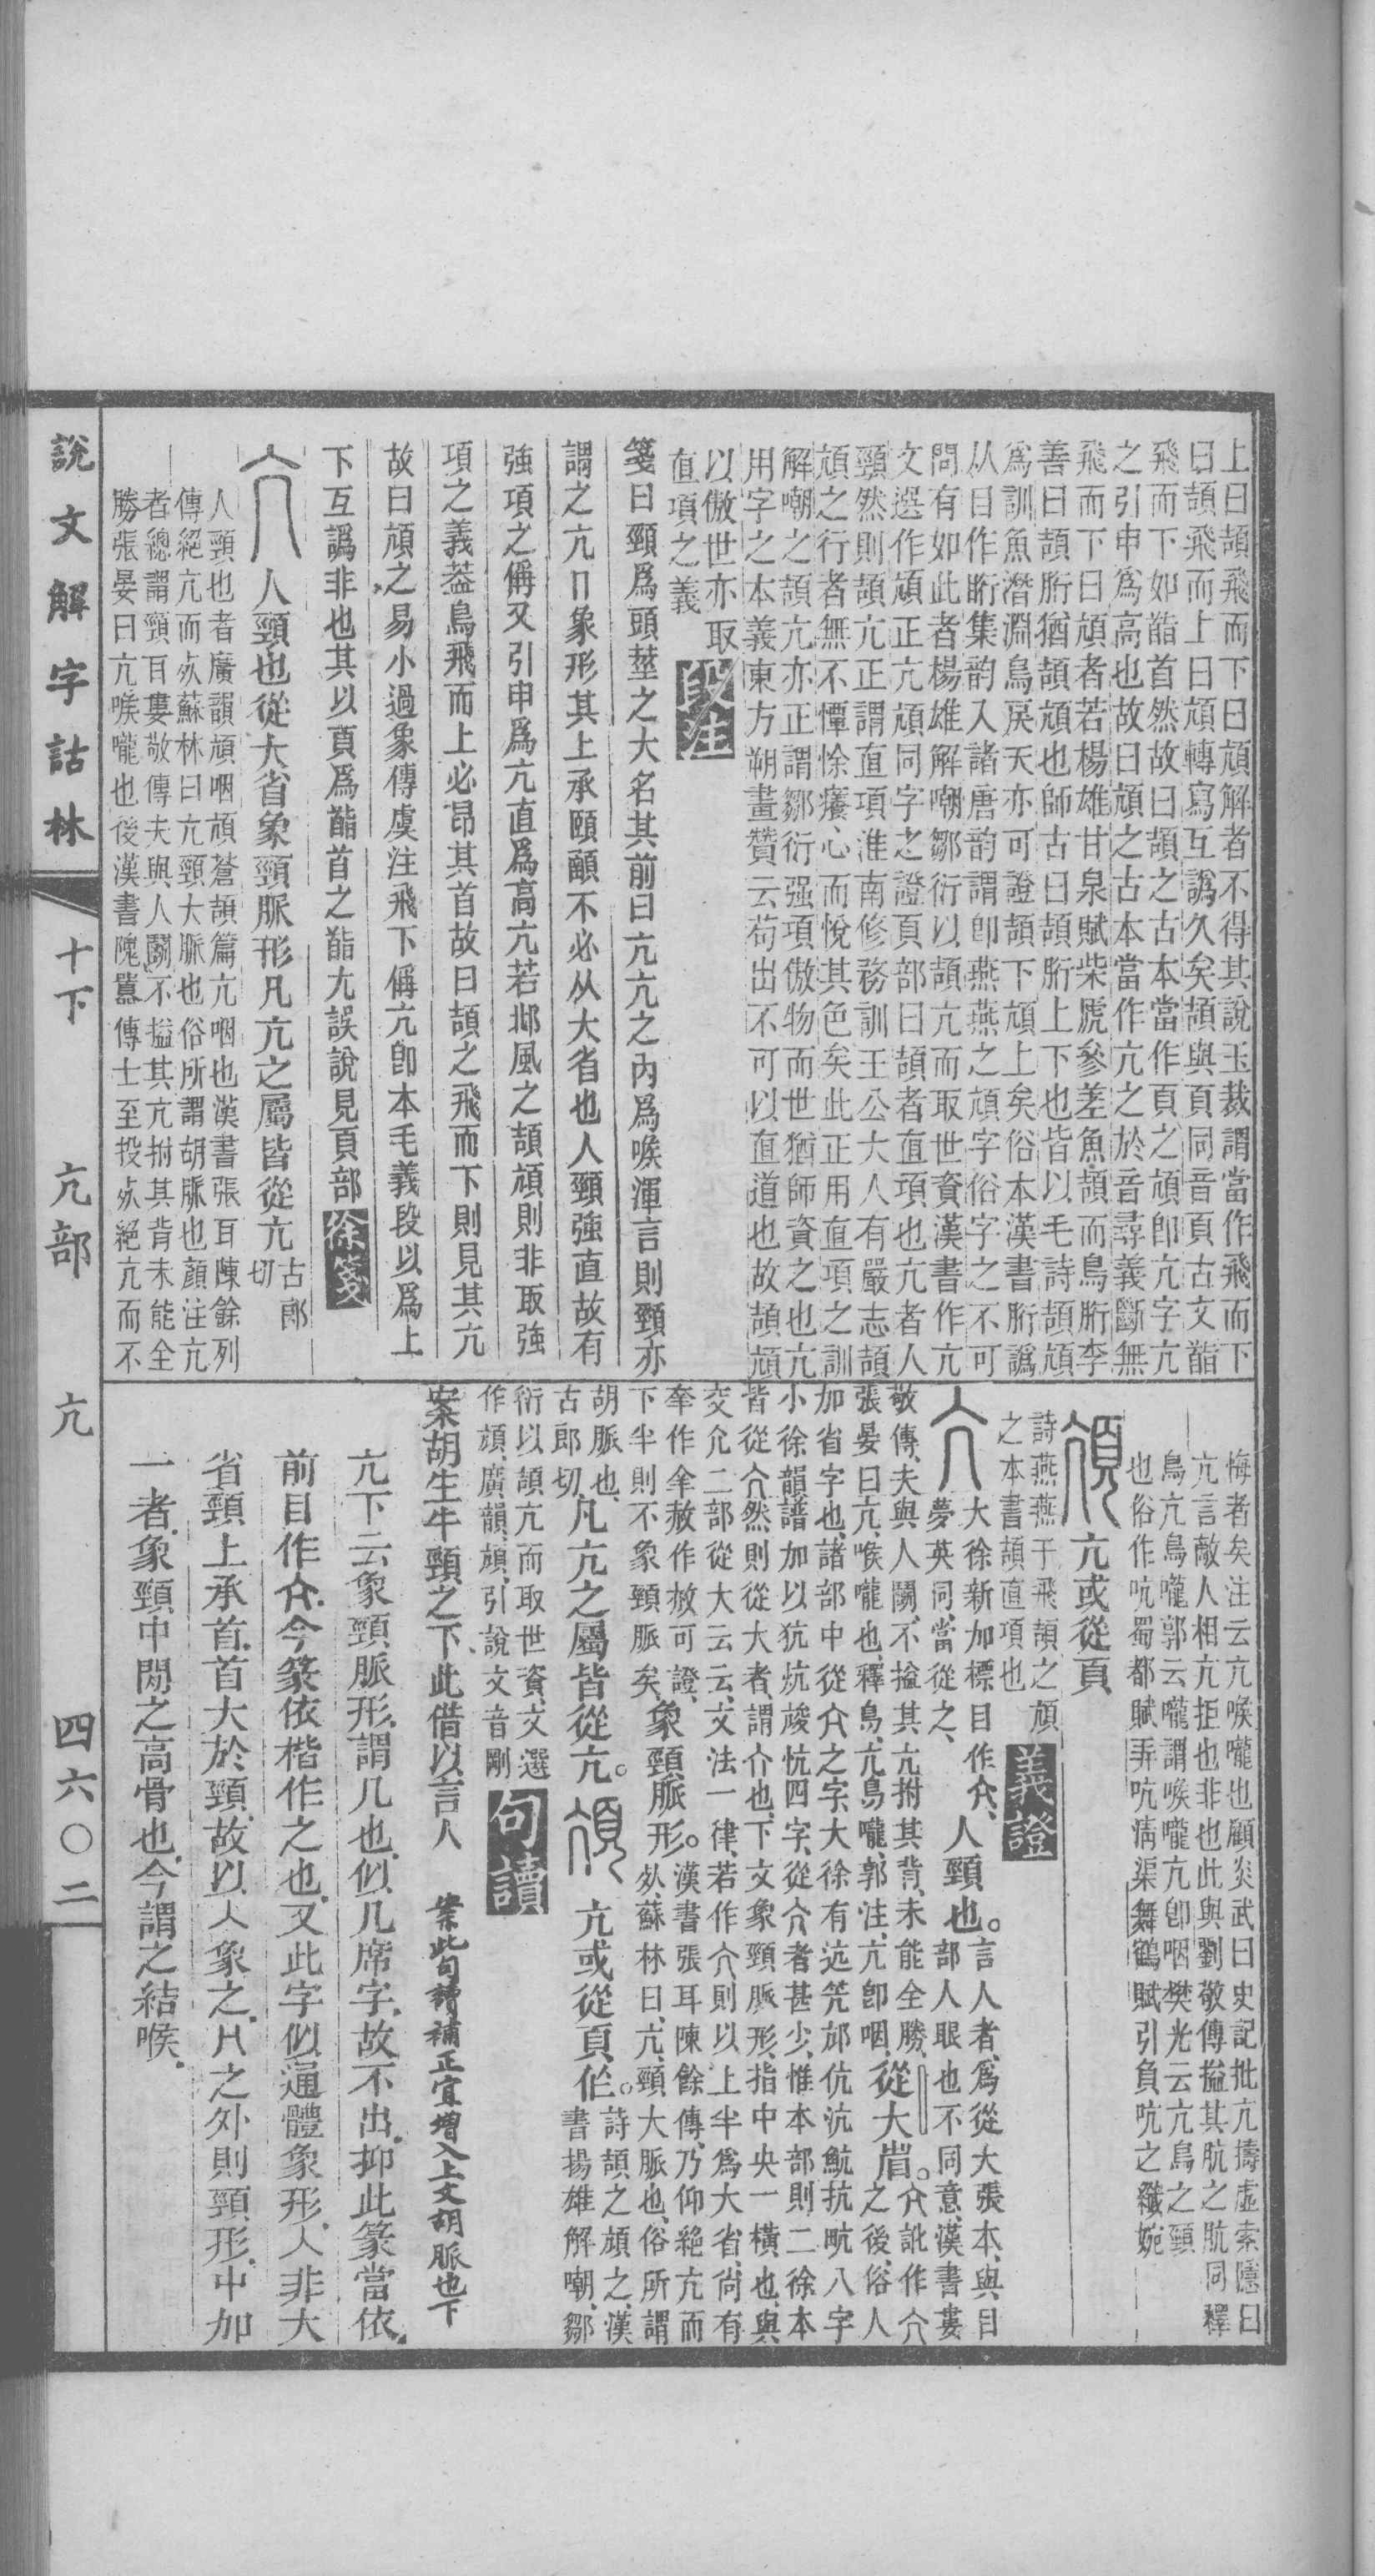 上曰頡飛而下曰頏解者不得其說玉裁謂當作飛而下
曰頡飛而上曰頏轉寫互譌久矣頡與頁同音頁古文䭫
飛而下如䭫首然故曰頡之古本當作頁之頏卽亢字亢
之引申爲高也故曰頏之古本當作亢之於音尋義斷無
飛而下曰頏者若楊雄甘泉賦柴虒參差魚頡而鳥䀪李
善曰頡䀪猶頡頏也師古曰頡䀪上下也皆以毛詩頡頏
爲訓魚潛淵鳥戾天亦可證頡下頏上矣俗本漢書䀪譌
从目作䀪集韵入諸唐韵謂卽燕燕之頏字俗字之不可
問有如此者楊雄解嘲鄒衍以頡亢而取世資漢書作亢
文選作頏正亢頏同字之證頁部曰頡者直項也亢者人
頸然則頡亢正謂直項淮南修務訓王公大人有嚴志頡
頏之行者無不憛悇癢心而悅其色矣此正用直項之訓
解嘲之頡亢亦正謂鄒衍强項傲物而世猶師資之也亢
用字之本義東方朔畫贊云苟出不可以直道也故頡頏
以傲世亦取
直項之義
段注
箋曰頸爲頭莖之大名其前曰亢亢之內爲喉渾言則頸亦
謂之亢冂象形其上承頤顱不必从大省也人頸強直故有
強項之偁又引申爲亢直爲高亢若邶風之頡頏則非取強
項之義葢鳥飛而上必昂其首故曰頡之飛而下則見其亢
故曰頏之易小過象傳虞注飛下偁亢卽本毛義段以爲上
下互譌非也其以頁爲䭫首之䭫尤誤說見頁部
徐箋
人頸也從大省象頸脈形凡亢之屬皆從亢古郎切
人頸也者廣韻頏咽頏蒼頡篇亢咽也漢書張耳陳餘列
傳絕亢而死蘇林曰亢頸大脈也俗所謂胡脈也顔注亢
者總謂頸耳婁敬傳夫與人鬭不搤其亢拊其背未能全
勝張晏曰亢喉嚨也後漢書隗囂傳士至投死絕亢而不
悔者矣注云亢喉嚨也顧炎武曰史記批亢擣虛索隱曰
亢言敵人相亢拒也非也此與劉敬傳搤其肮之肮同釋
鳥亢鳥嚨郭云嚨謂喉嚨亢卽咽樊光云亢鳥之頸
也俗作吭蜀都賦弄吭淸渠舞鶴賦引負吭之纖婉
頏 亢或從頁
詩燕燕于飛頡之頏
之本書頡直項也
義證
大徐新加標目作亢人頸也。言人者爲從大張本與目
夢英同當從之 部人眼也不同意漢書婁
敬傳夫與人鬭不搤其亢拊其背未能全勝
張晏曰亢喉嚨也釋鳥亢鳥嚨郭注亢卽咽從大省。之後俗人
加省字也諸部中從亢之字大徐有迒笐邟伉沆魧抗畂八字
小徐韻譜加以犺炕䟘忼四字從亢者甚少惟本部則二徐本
皆從亢然則從大者謂介也下文象頸脈形指中央一橫也與
交允二部從大云云文法一律若作亢則以上半爲大省尙有
下半則不象頸脈矣象頸脈形。漢書張耳陳餘傳乃仰絕亢而
死蘇林曰亢頸大脈也俗所謂
胡脈也凡亢之屬皆從亢。
古郎切
頏 亢或從頁。詩頡之頏之漢
書揚雄解嘲鄒
衍以頡亢而取世資文選
作頏廣韻頏引說文音剛
句讀
案胡生牛頸之下此借以言人
案此句讀補正宜增入上文胡脈也下
亢下云象頸脈形謂几也似几席字故不出抑此篆當依
前目作亢今篆依楷作之也又此字似通體象形人非大
省頸上承首首大於頸故以人象之几之外則頸形中加
一者象頸中閒之高骨也今謂之結喉
說文解字詁林
十下
亢部
亢
四六〇二